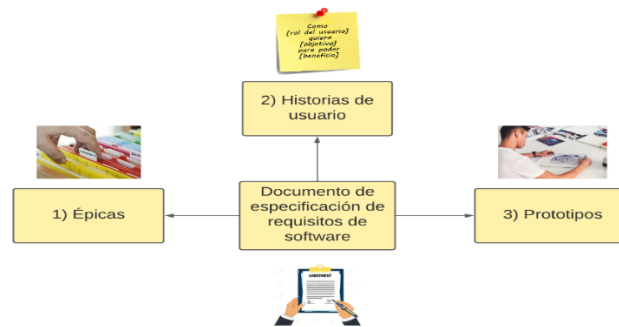 Como
[rol del usuario]
quiero
[objetivo]
para poder
[beneficio]
2) Historias de
usuario
1) Épicas
Documento de
especificación de
requisitos de
software
3) Prototipos
AGREEMENT